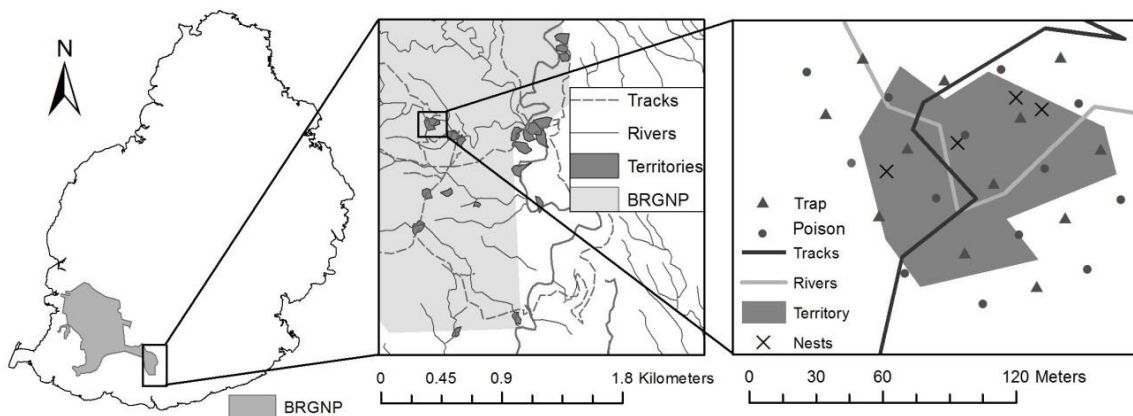 N
BRGNP
Tracks
Rivers
Territories
BRGNP
0 0.45 0.9 1.8 Kilometers
Trap
Poison
Tracks
Rivers
Territory
Nests
0 30 60 120 Meters